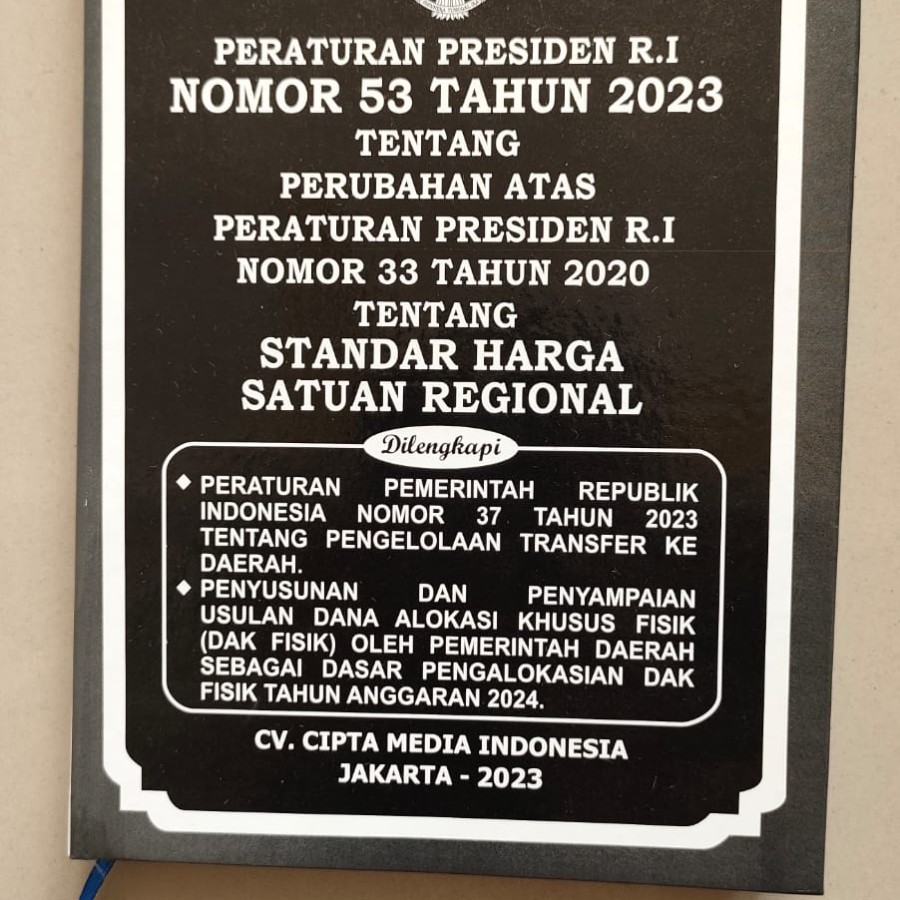 PERATURAN PRESIDEN R.I
NOMOR 53 TAHUN 2023
TENTANG
PERUBAHAN ATAS
PERATURAN PRESIDEN R.I
NOMOR 33 TAHUN 2020
TENTANG
STANDAR HARGA
SATUAN REGIONAL
Dilengkapi
PERATURAN PEMERINTAH REPUBLIK
INDONESIA NOMOR 37 TAHUN 2023
TENTANG PENGELOLAAN TRANSFER KE
DAERAH.
PENYUSUNAN DAN PENYAMPAIAN
USULAN DANA ALOKASI KHUSUS FISIK
(DAK FISIK) OLEH PEMERINTAH DAERAH
SEBAGAI DASAR PENGALOKASIAN DAK
FISIK TAHUN ANGGARAN 2024.
CV. CIPTA MEDIA INDONESIA
JAKARTA - 2023